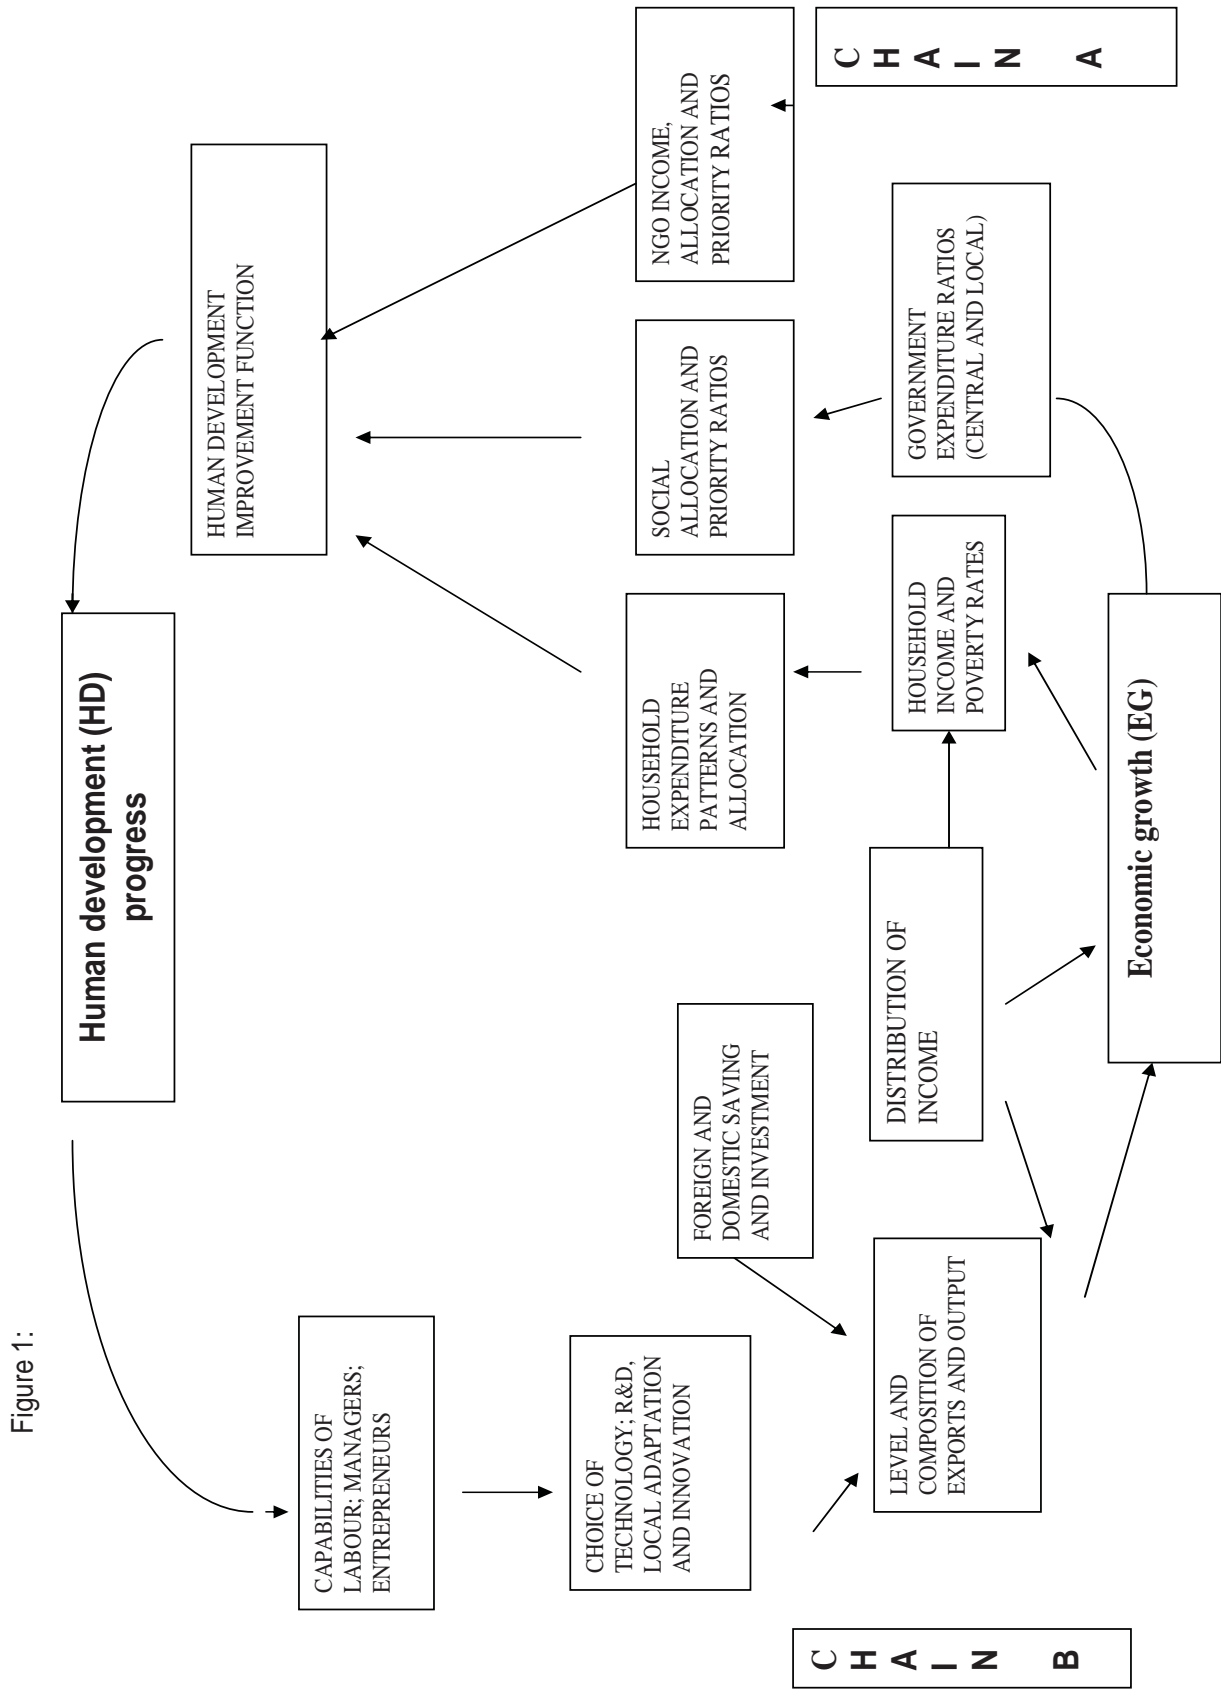 Figure 1:
Human development (HD)
progress
HUMAN DEVELOPMENT
IMPROVEMENT FUNCTION
CAPABILITIES OF
LABOUR; MANAGERS;
ENTREPRENEURS
CHOICE OF
TECHNOLOGY; R&D,
LOCAL ADAPTATION
AND INNOVATION
FOREIGN AND
DOMESTIC SAVING
AND INVESTMENT
HOUSEHOLD
EXPENDITURE
PATTERNS AND
ALLOCATION
SOCIAL
ALLOCATION AND
PRIORITY RATIOS
NGO INCOME,
ALLOCATION AND
PRIORITY RATIOS
LEVEL AND
COMPOSITION OF
EXPORTS AND OUTPUT
DISTRIBUTION OF
INCOME
HOUSEHOLD
INCOME AND
POVERTY RATES
GOVERNMENT
EXPENDITURE RATIOS
(CENTRAL AND LOCAL)
Economic growth (EG)
C
H
A
I
N
B
C
H
A
I
N
A